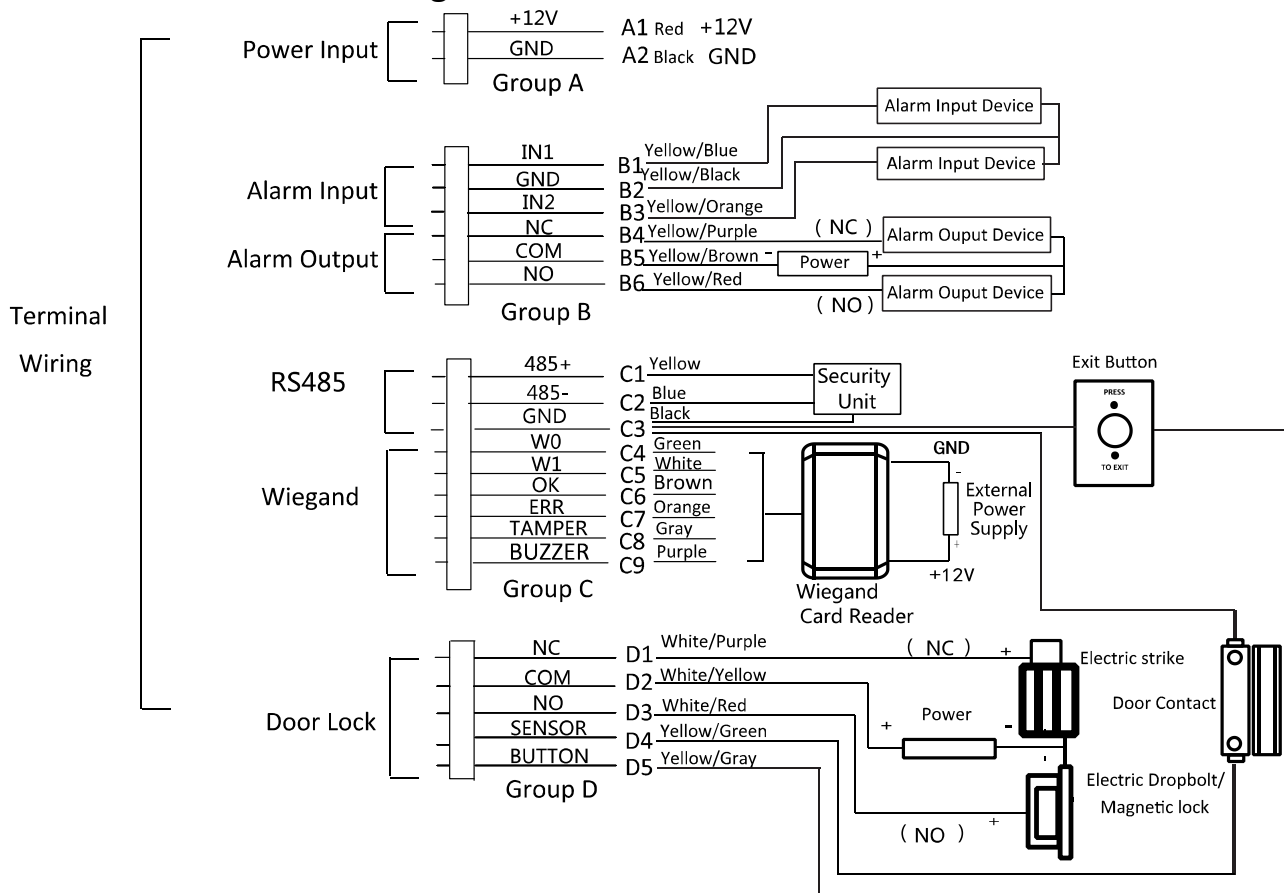 Power Input
+12V
GND
Group A
A1 Red +12V
A2 Black GND
Terminal
Wiring
Alarm Input
Alarm Output
IN1
GND
IN2
NC
COM
NO
Group B
B1 Yellow/Blue
B2 Yellow/Black
B3 Yellow/Orange
B4 Yellow/Purple
B5 Yellow/Brown
B6 Yellow/Red
Alarm Input Device
Alarm Input Device
( NC )
Alarm Ouput Device
- Power +
Alarm Ouput Device
( NO )
RS485
Wiegand
485+
485-
GND
W0
W1
OK
ERR
TAMPER
BUZZER
Group C
C1 Yellow
C2 Blue
C3 Black
C4 Green
C5 White
C6 Brown
C7 Orange
C8 Gray
C9 Purple
Security
Unit
Exit Button
PRESS
TO EXIT
GND
-
External
Power
Supply
+
+12V
Wiegand
Card Reader
Door Lock
NC
COM
NO
SENSOR
BUTTON
Group D
D1 White/Purple
D2 White/Yellow
D3 White/Red
D4 Yellow/Green
D5 Yellow/Gray
( NC ) +
Electric strike
Power
+ -
-
Door Contact
Electric Dropbolt/
Magnetic lock
( NO ) +